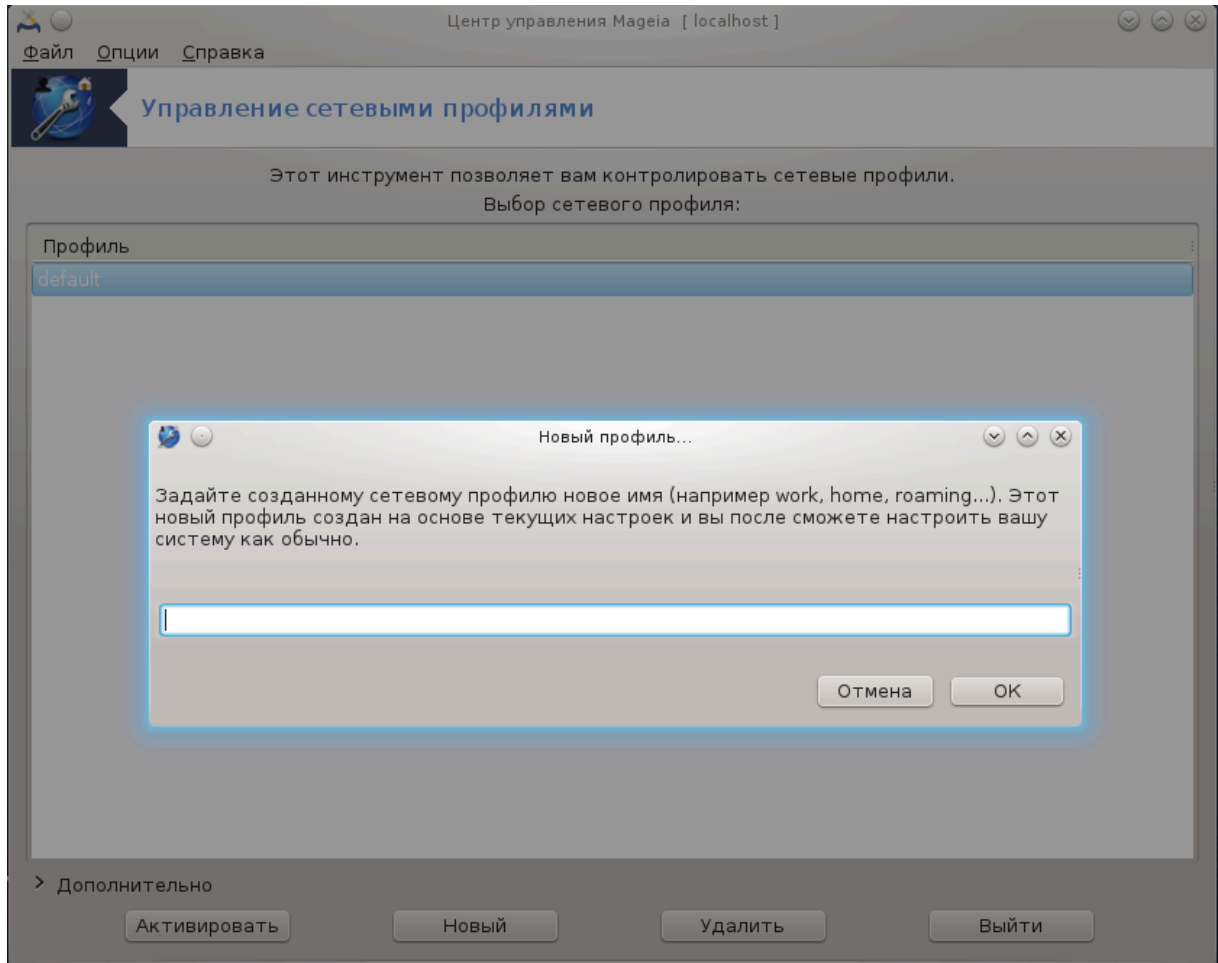 Центр управления Mageia [ localhost ]
Файл Опции Справка
Управление сетевыми профилями
Этот инструмент позволяет вам контролировать сетевые профили.
Выбор сетевого профиля:
Профиль
default
Новый профиль...
Задайте созданному сетевому профилю новое имя (например work, home, roaming...). Этот
новый профиль создан на основе текущих настроек и вы после сможете настроить вашу
систему как обычно.
Отмена OK
> Дополнительно
Активировать Новый Удалить Выйти